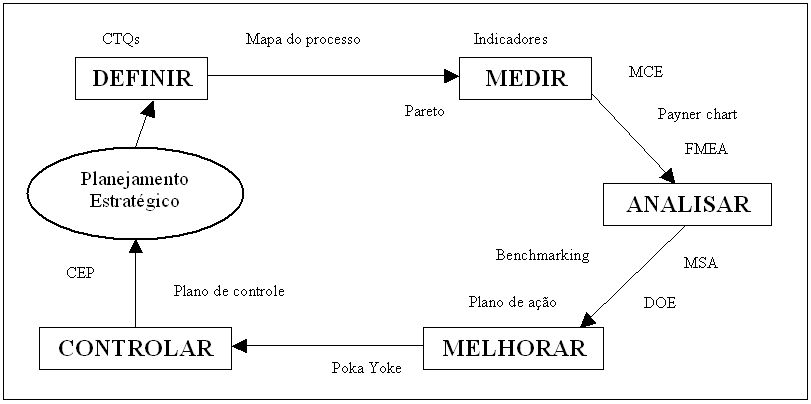 CTQs
Mapa do processo
Indicadores
DEFINIR
MEDIR
MCE
Pareto
Payner chart
FMEA
Planejamento
Estratégico
ANALISAR
Benchmarking
MSA
CEP
Plano de controle
Plano de ação
DOE
CONTROLAR
MELHORAR
Poka Yoke